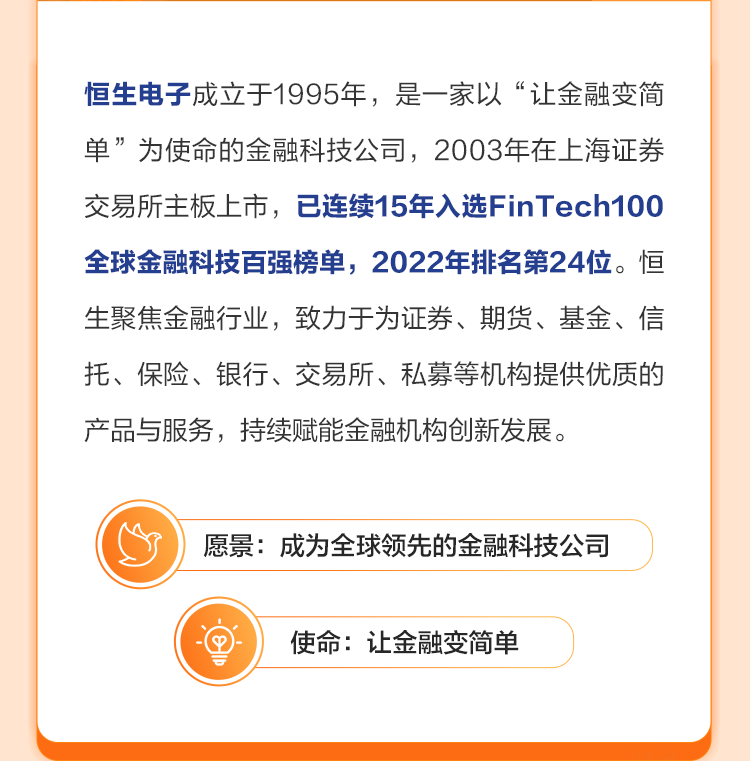 恒生电子成立于1995年，是一家以“让金融变简
单”为使命的金融科技公司，2003年在上海证券
交易所主板上市，已连续15年入选FinTech100
全球金融科技百强榜单，2022年排名第24位。恒
生聚焦金融行业，致力于为证券、期货、基金、信
托、保险、银行、交易所、私募等机构提供优质的
产品与服务，持续赋能金融机构创新发展。
愿景：成为全球领先的金融科技公司
使命：让金融变简单